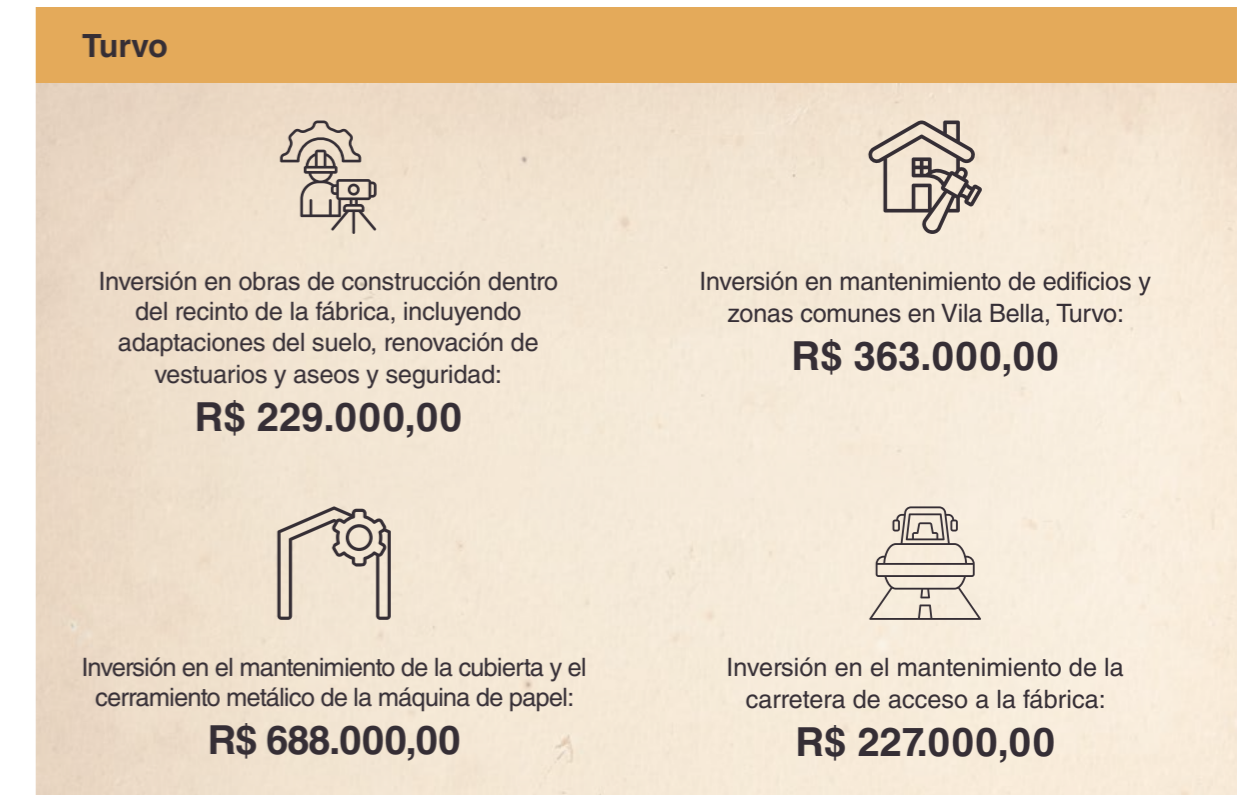 Turvo
Inversión en obras de construcción dentro
del recinto de la fábrica, incluyendo
adaptaciones del suelo, renovación de
vestuarios y aseos y seguridad:
R$ 229.000,00
Inversión en mantenimiento de edificios y
zonas comunes en Vila Bella, Turvo:
R$ 363.000,00
Inversión en el mantenimiento de la cubierta y el
cerramiento metálico de la máquina de papel:
R$ 688.000,00
Inversión en el mantenimiento de la
carretera de acceso a la fábrica:
R$ 227.000,00